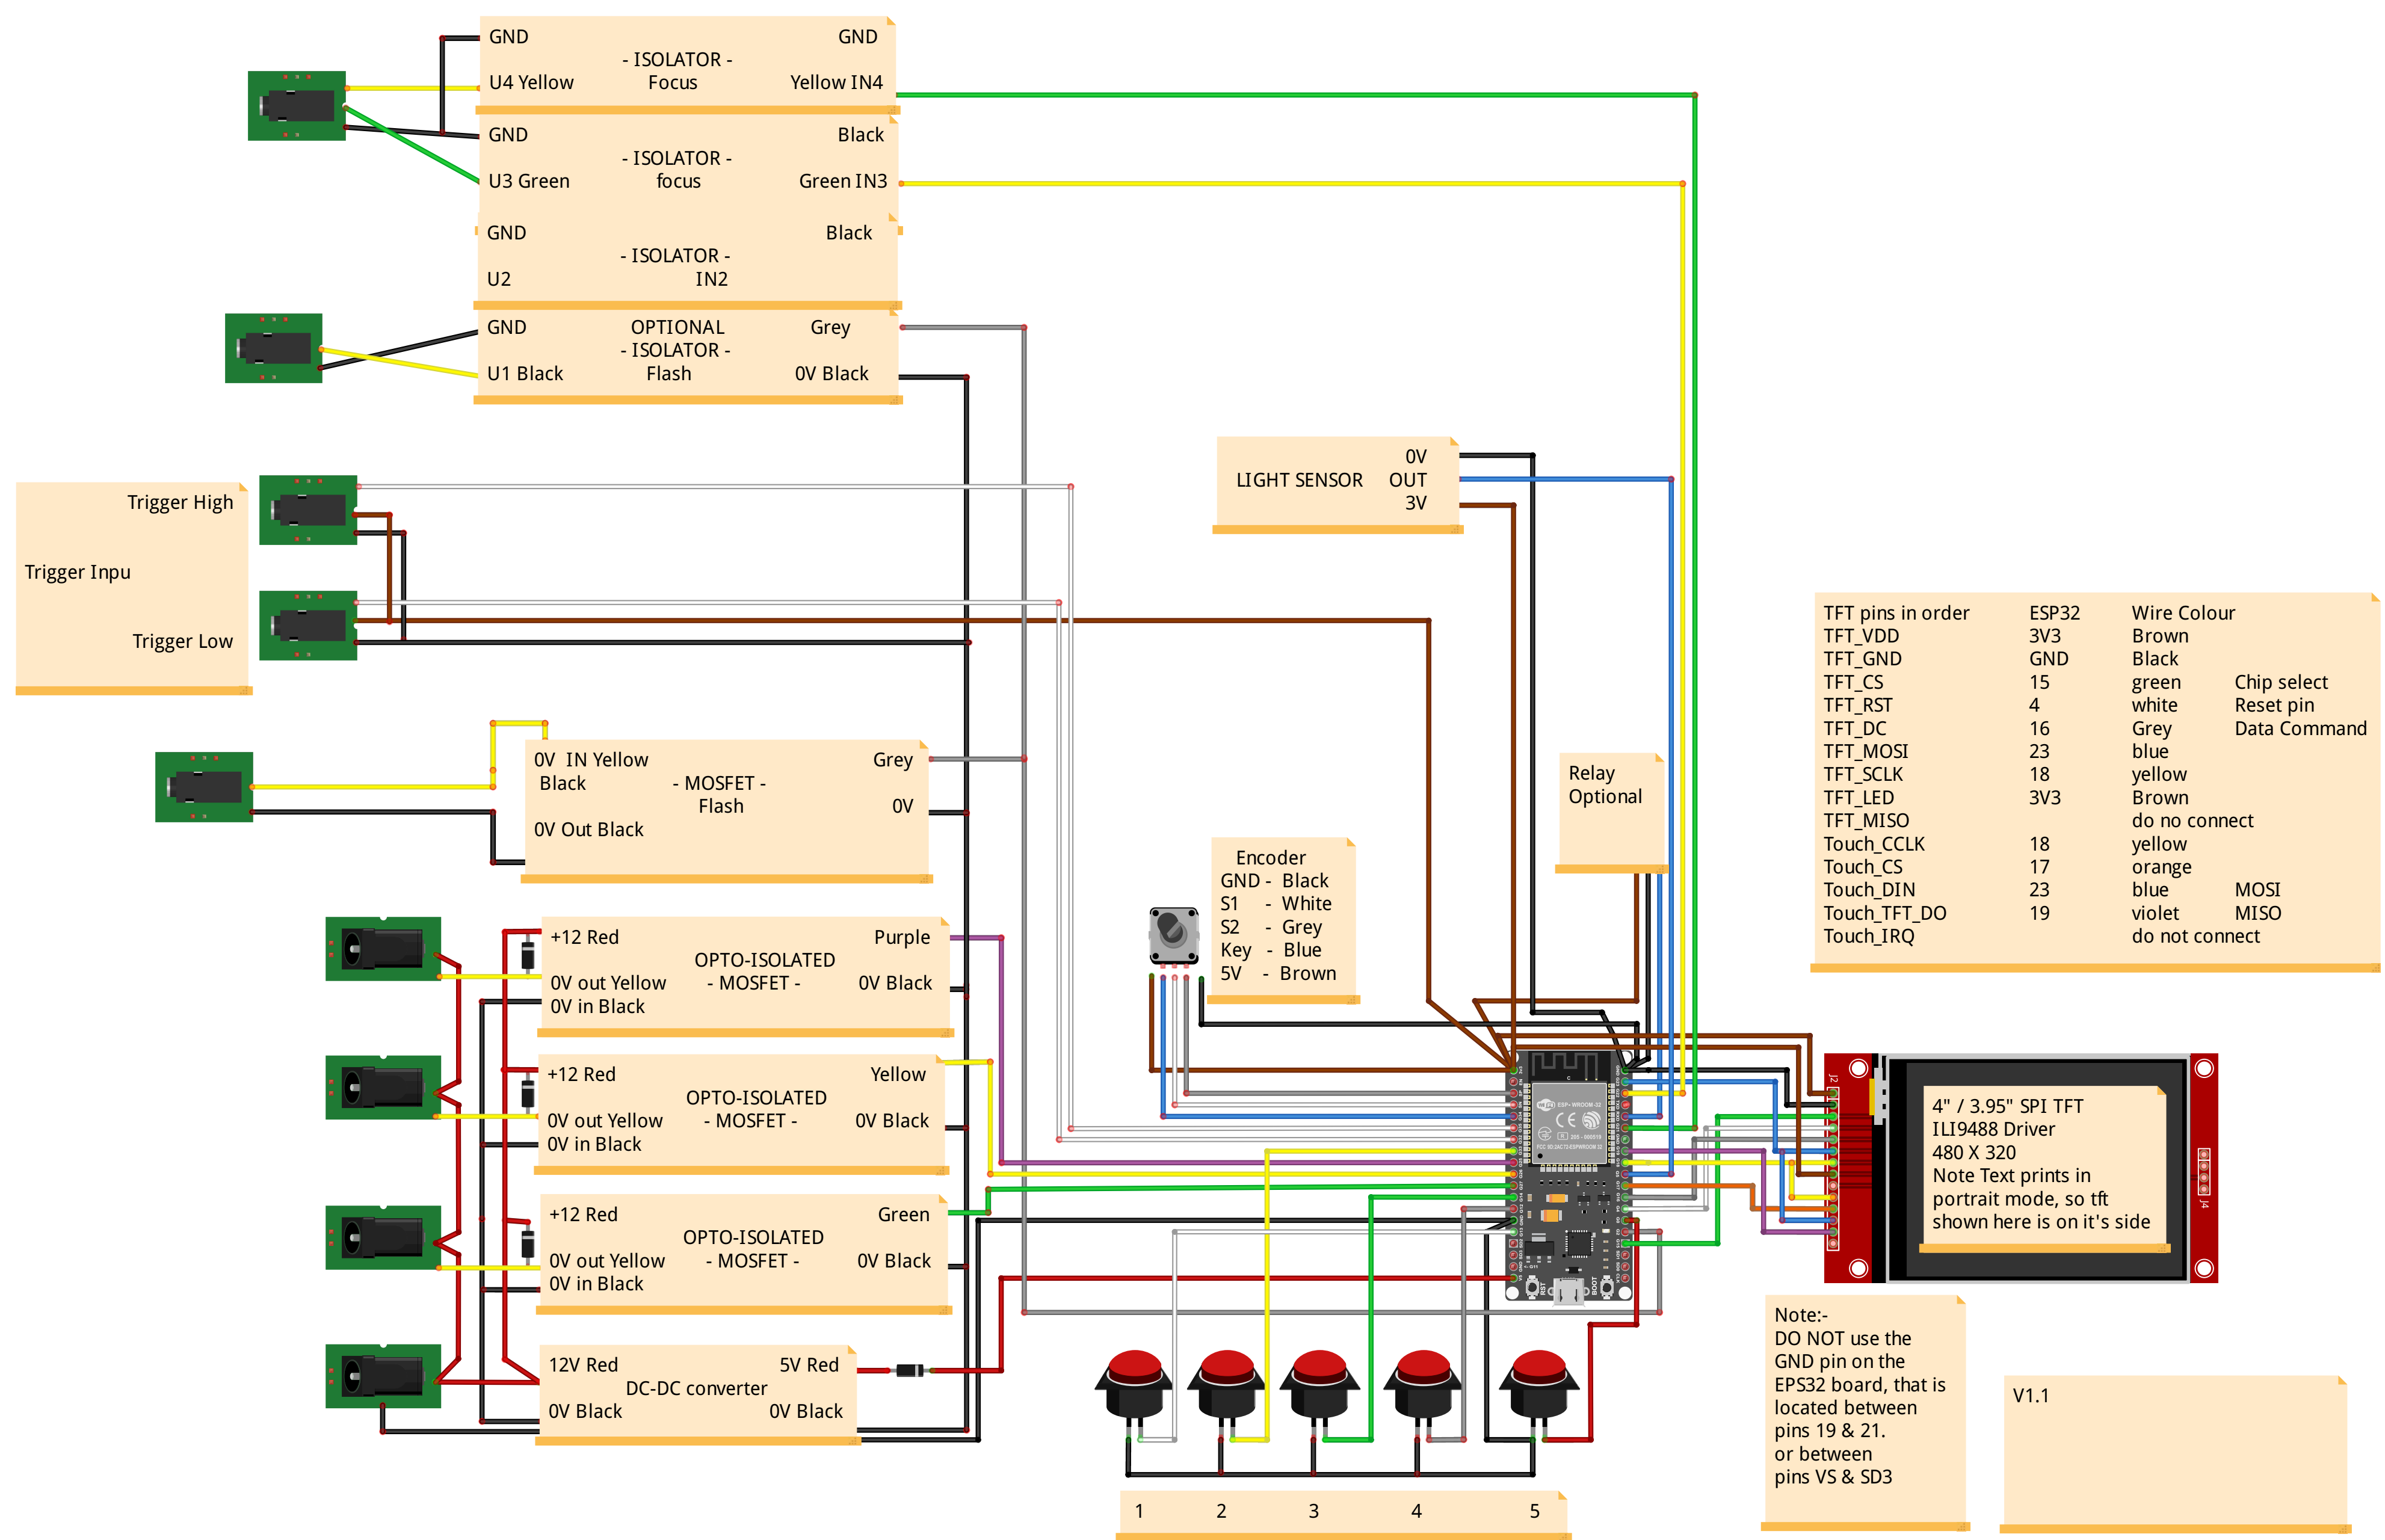 GND GND
- ISOLATOR -
U4 Yellow Focus Yellow IN4
GND Black
- ISOLATOR -
U3 Green focus Green IN3
GND Black
- ISOLATOR -
U2 IN2
GND OPTIONAL Grey
- ISOLATOR -
U1 Black Flash 0V Black
0V
LIGHT SENSOR OUT
3V
Trigger High
Trigger Inpu
Trigger Low
TFT pins in order ESP32 Wire Colour
TFT_VDD 3V3 Brown
TFT_GND GND Black
TFT_CS 15 green Chip select
TFT_RST 4 white Reset pin
TFT_DC 16 Grey Data Command
TFT_MOSI 23 blue
TFT_SCLK 18 yellow
TFT_LED 3V3 Brown
TFT_MISO do no connect
Touch_CCLK 18 yellow
Touch_CS 17 orange
Touch_DIN 23 blue MOSI
Touch_TFT_DO 19 violet MISO
Touch_IRQ do not connect
0V IN Yellow Grey
Black - MOSFET -
Flash 0V
0V Out Black
Relay
Optional
Encoder
GND - Black
S1 - White
S2 - Grey
Key - Blue
5V - Brown
+12 Red Purple
OPTO-ISOLATED
0V out Yellow - MOSFET - 0V Black
0V in Black
+12 Red Yellow
OPTO-ISOLATED
0V out Yellow - MOSFET - 0V Black
0V in Black
+12 Red Green
OPTO-ISOLATED
0V out Yellow - MOSFET - 0V Black
0V in Black
12V Red 5V Red
DC-DC converter
0V Black 0V Black
ESP-WROOM-32
RST
BOOT
J2
J4
4" / 3.95" SPI TFT
ILI9488 Driver
480 X 320
Note Text prints in
portrait mode, so tft
shown here is on it's side
Note:-
DO NOT use the
GND pin on the
EPS32 board, that is
located between
pins 19 & 21.
or between
pins VS & SD3
V1.1
1 2 3 4 5